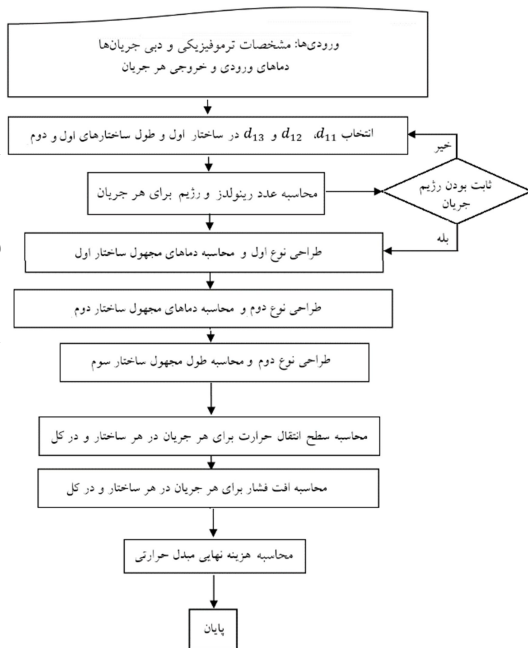 ورودی‌ها: مشخصات ترموفیزیکی و دبی جریان‌ها
دماهای ورودی و خروجی هر جریان
انتخاب d₁₁، d₁₂ و d₁₃ در ساختار اول و طول ساختارهای اول و دوم
خیر
محاسبه عدد رینولدز و رژیم برای هر جریان
ثابت بودن رژیم
جریان
بله
طراحی نوع اول و محاسبه دماهای مجهول ساختار اول
طراحی نوع دوم و محاسبه دماهای مجهول ساختار دوم
طراحی نوع دوم و محاسبه طول مجهول ساختار سوم
محاسبه سطح انتقال حرارت برای هر جریان در هر ساختار و در کل
محاسبه افت فشار برای هر جریان در هر ساختار و در کل
محاسبه هزینه نهایی مبدل حرارتی
پایان